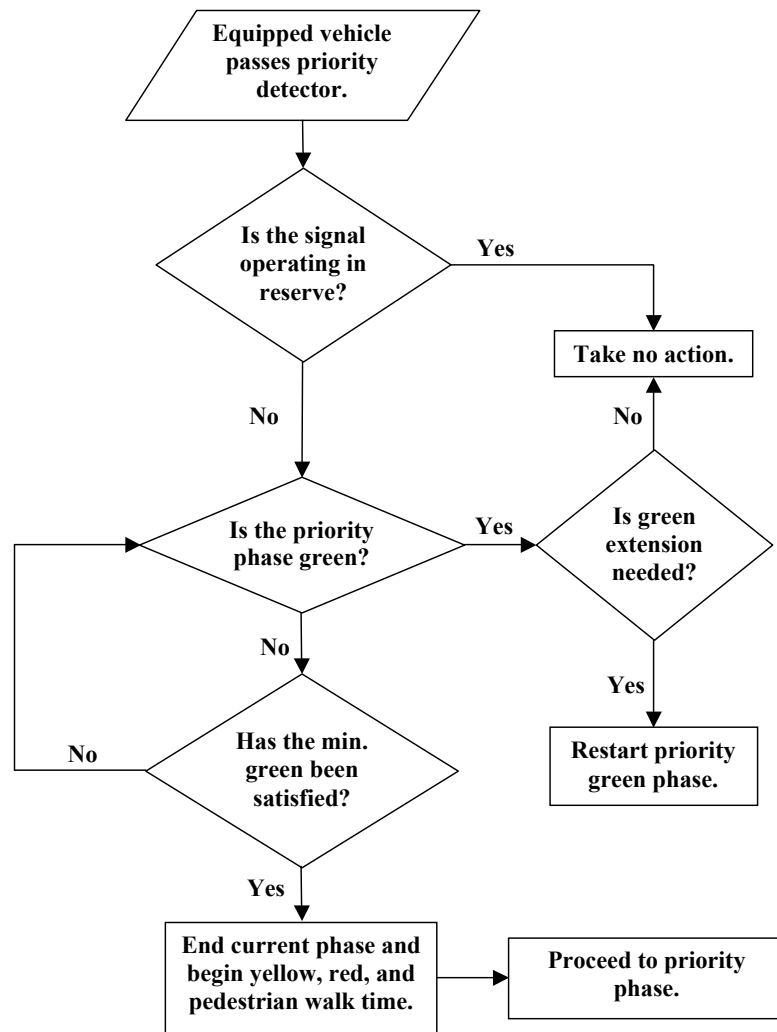 Equipped vehicle
passes priority
detector.
Is the signal
operating in
reserve?
Yes
Take no action.
No
No
Is the priority
phase green?
Yes
Is green
extension
needed?
No
Yes
Has the min.
green been
satisfied?
No
Restart priority
green phase.
Yes
End current phase and
begin yellow, red, and
pedestrian walk time.
Proceed to priority
phase.